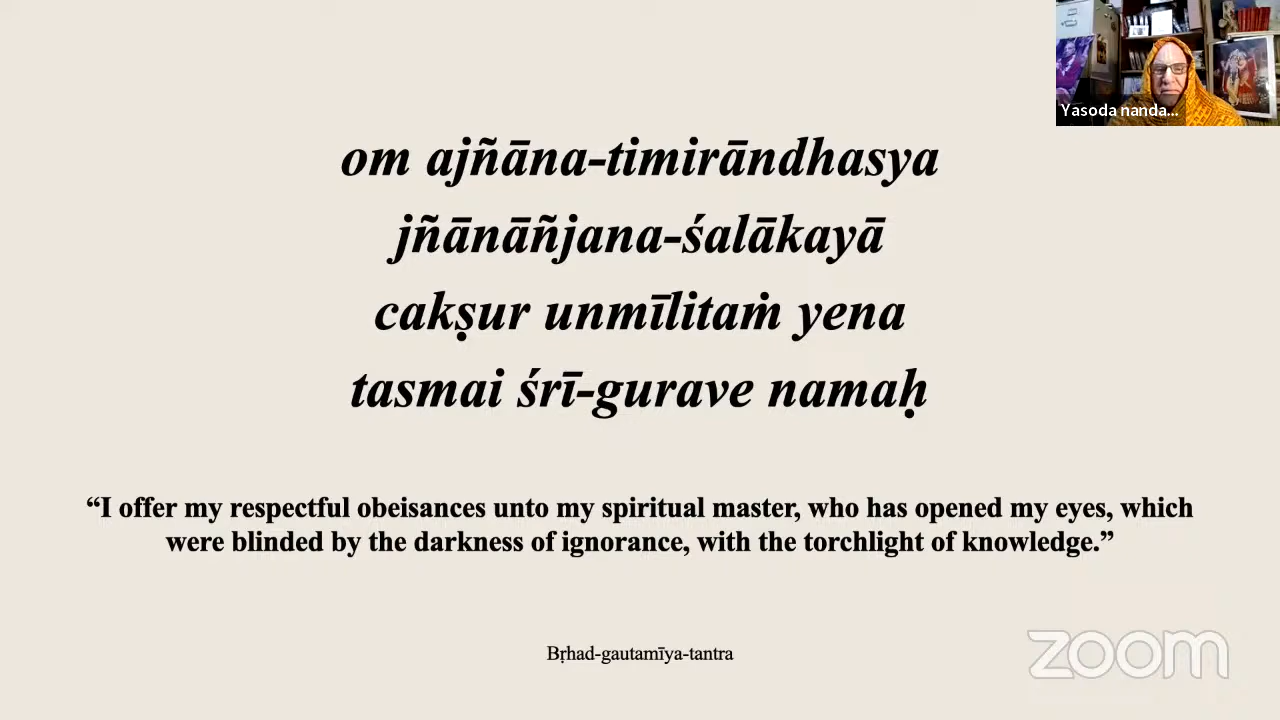 Yasoda nanda...
om ajñāna-timirāndhasya
jñānāñjana-śalākayā
cakṣur unmīlitaṁ yena
tasmai śrī-gurave namaḥ
“I offer my respectful obeisances unto my spiritual master, who has opened my eyes, which
were blinded by the darkness of ignorance, with the torchlight of knowledge.”
Bṛhad-gautamīya-tantra
zoom